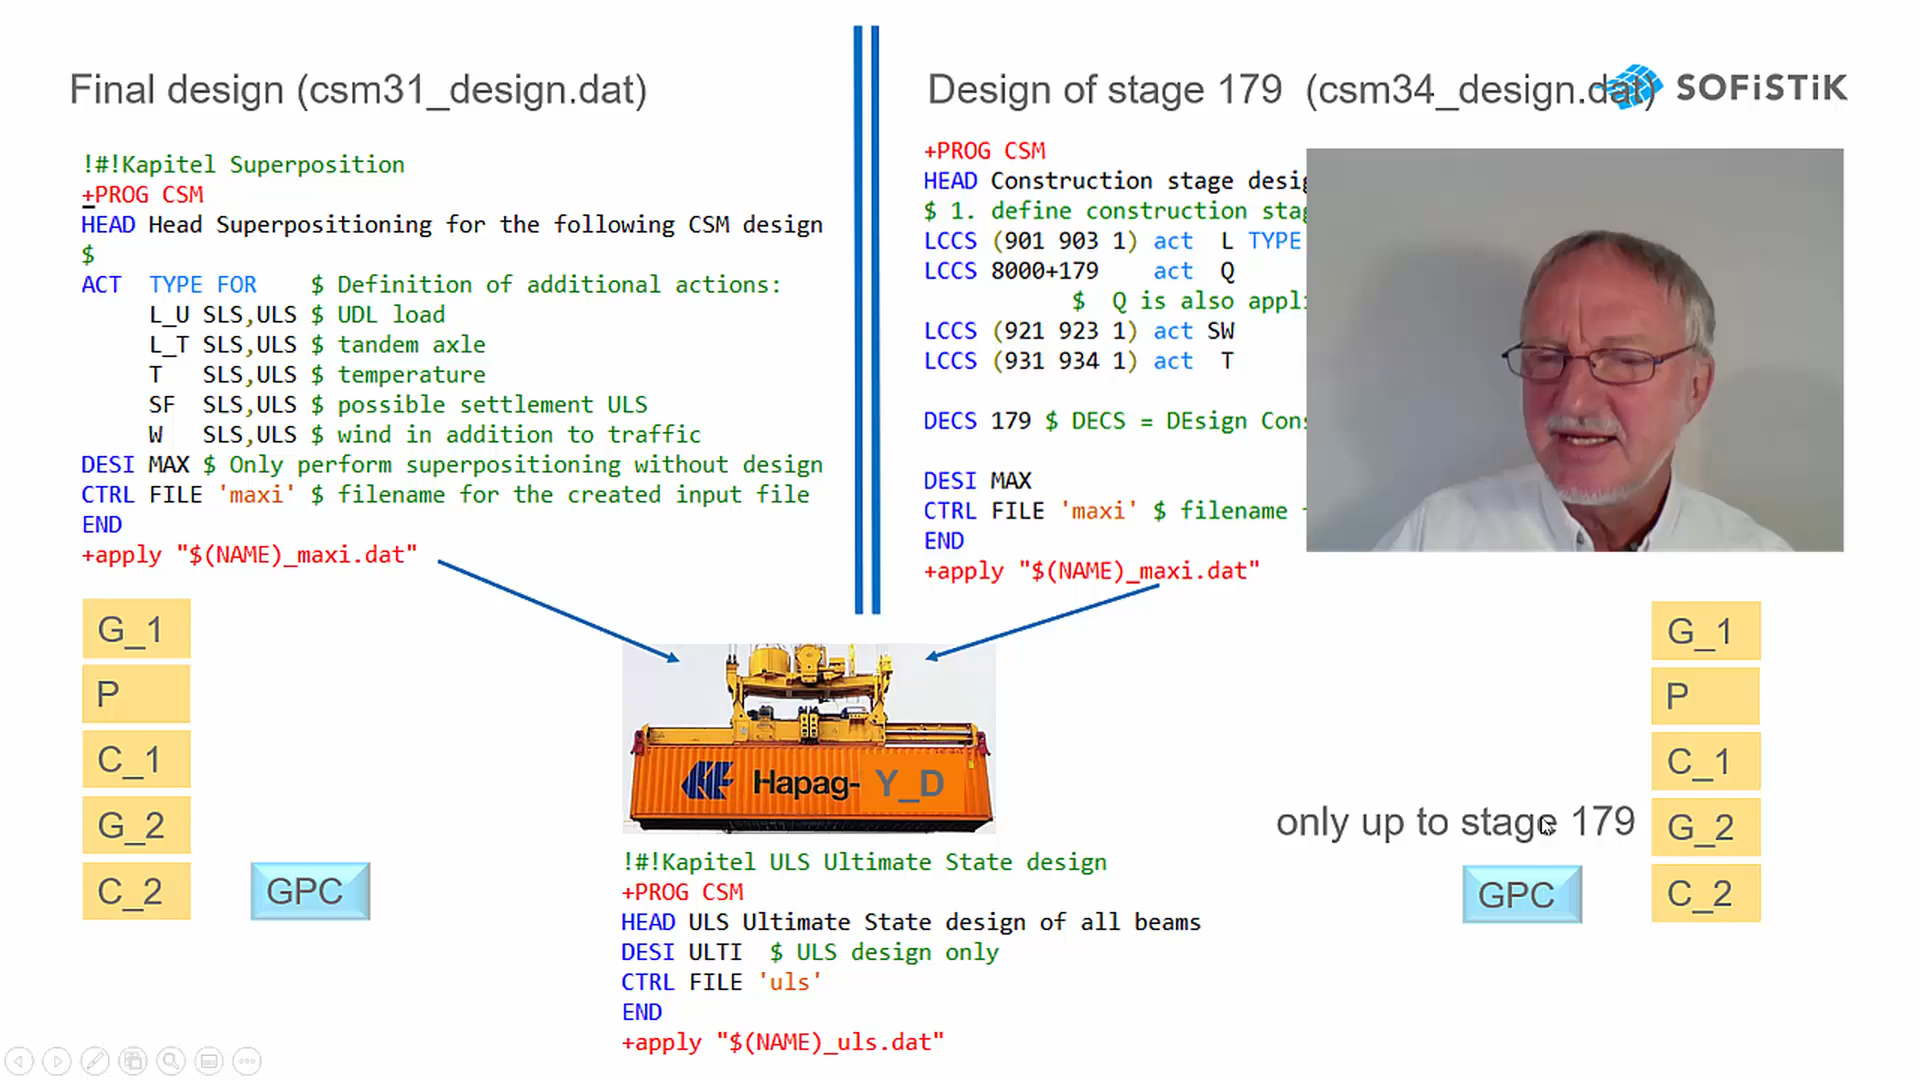 Final design (csm31_design.dat)
!#!Kapitel Superposition
+PROG CSM
HEAD Head Superpositioning for the following CSM design
$
ACT TYPE FOR $ Definition of additional actions:
L_U SLS,ULS $ UDL load
L_T SLS,ULS $ tandem axle
T SLS,ULS $ temperature
SF SLS,ULS $ possible settlement ULS
W SLS,ULS $ wind in addition to traffic
DESI MAX $ Only perform superpositioning without design
CTRL FILE 'maxi' $ filename for the created input file
END
+apply "$(NAME)_maxi.dat"
G_1
P
C_1
G_2
C_2
GPC
Design of stage 179 (csm34_design.dat)
SOFiSTiK
+PROG CSM
HEAD Construction stage desig
$ 1. define construction stag
LCCS (901 903 1) act L TYPE
LCCS 8000+179 act Q
$ Q is also appli
LCCS (921 923 1) act SW
LCCS (931 934 1) act T
DECS 179 $ DECS = DEsign Cons
DESI MAX
CTRL FILE 'maxi' $ filename
END
+apply "$(NAME)_maxi.dat"
Hapag- Y_D
only up to stage 179
GPC
G_1
P
C_1
G_2
C_2
!#!Kapitel ULS Ultimate State design
+PROG CSM
HEAD ULS Ultimate State design of all beams
DESI ULTI $ ULS design only
CTRL FILE 'uls'
END
+apply "$(NAME)_uls.dat"